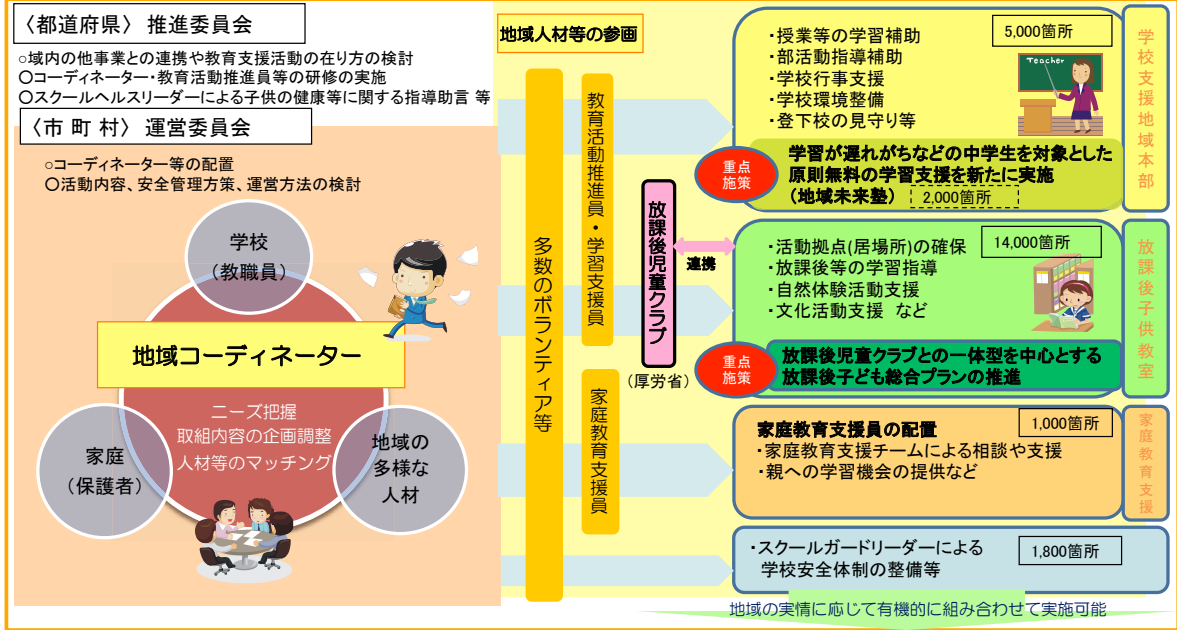 〈都道府県〉 推進委員会
○域内の他事業との連携や教育支援活動の在り方の検討
〇コーディネーター・教育活動推進員等の研修の実施
〇スクールヘルスリーダーによる子供の健康等に関する指導助言 等
〈市 町 村〉 運営委員会
○コーディネーター等の配置
〇活動内容、安全管理方策、運営方法の検討
学校
(教職員)
地域コーディネーター
ニーズ把握
取組内容の企画調整
人材等のマッチング
家庭
(保護者)
地域の
多様な
人材
地域人材等の参画
多数のボランティア等
教育活動推進員・学習支援員
家庭教育支援員
放課後児童クラブ
(厚労省)
連携
・授業等の学習補助
・部活動指導補助
・学校行事支援
・学校環境整備
・登下校の見守り等
5,000箇所
Teacher
学校支援地域本部
重点
施策
学習が遅れがちなどの中学生を対象とした
原則無料の学習支援を新たに実施
(地域未来塾)
2,000箇所
・活動拠点(居場所)の確保
・放課後等の学習指導
・自然体験活動支援
・文化活動支援 など
14,000箇所
放課後子供教室
重点
施策
放課後児童クラブとの一体型を中心とする
放課後子ども総合プランの推進
家庭教育支援員の配置
・家庭教育支援チームによる相談や支援
・親への学習機会の提供など
1,000箇所
家庭教育支援
・スクールガードリーダーによる
学校安全体制の整備等
1,800箇所
地域の実情に応じて有機的に組み合わせて実施可能